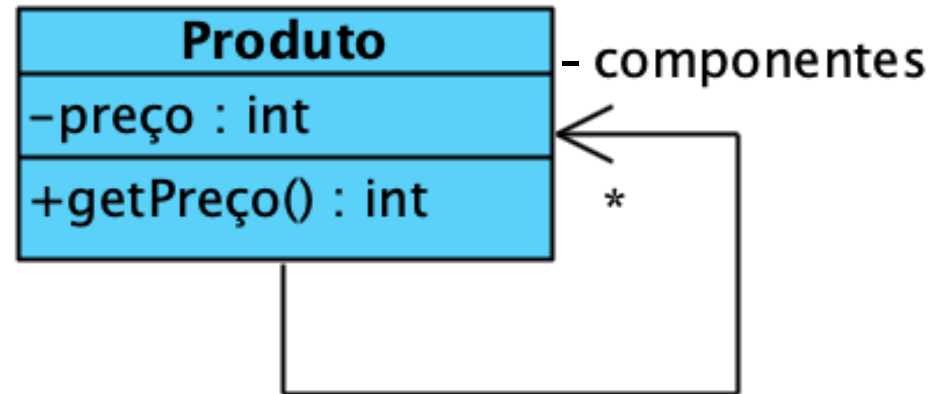 Produto
- componentes
-preço : int
+getPreço() : int
*